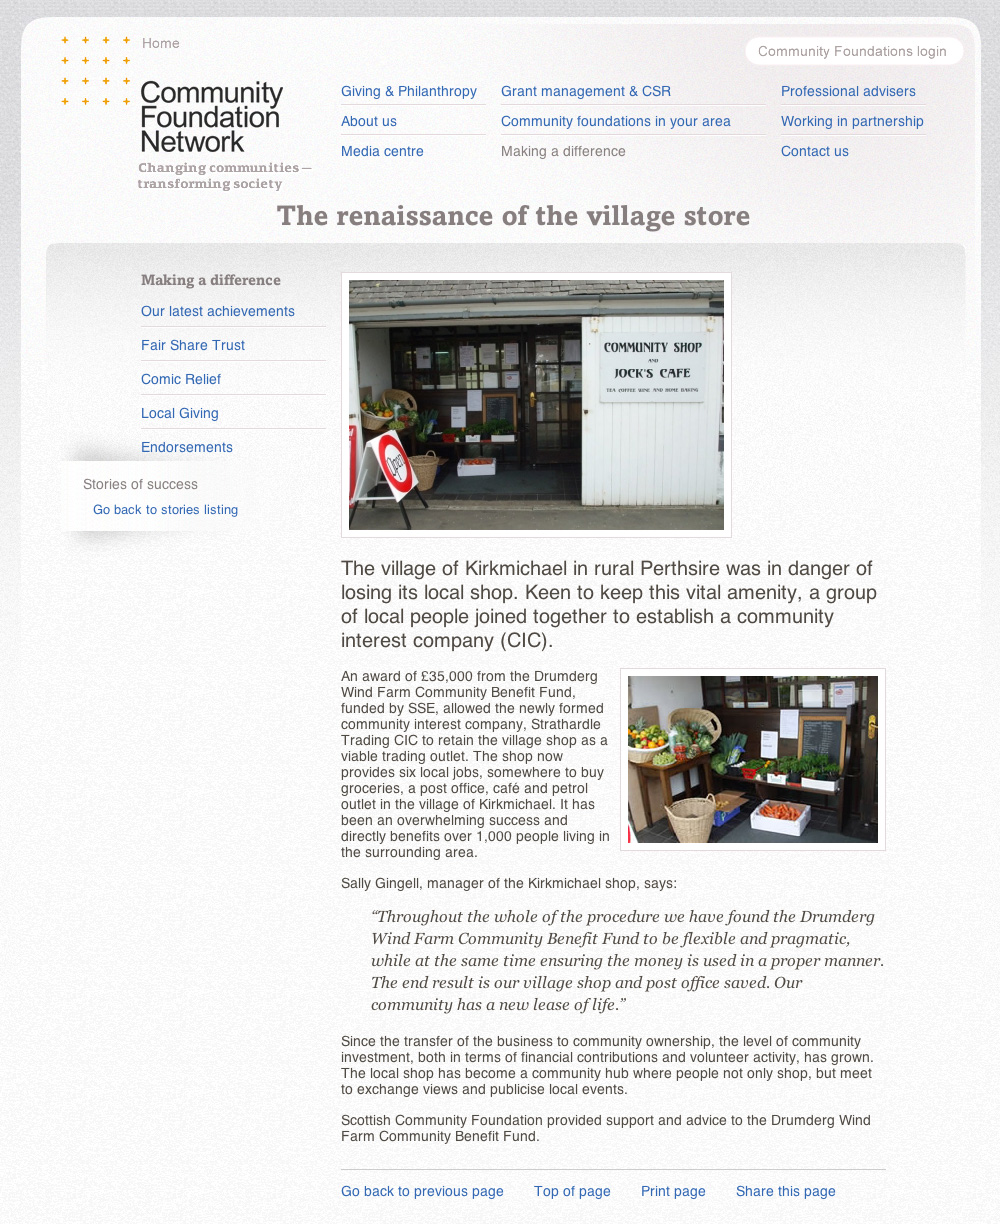 Home
Community Foundations login
Community
Foundation
Network
Changing communities —
transforming society
Giving & Philanthropy
Grant management & CSR
Professional advisers
About us
Community foundations in your area
Working in partnership
Media centre
Making a difference
Contact us
The renaissance of the village store
Making a difference
Our latest achievements
Fair Share Trust
Comic Relief
Local Giving
Endorsements
Stories of success
Go back to stories listing
COMMUNITY SHOP
AND
JOCK'S CAFE
TEA COFFEE WINE AND HOME BAKING
Open
The village of Kirkmichael in rural Perthsire was in danger of
losing its local shop. Keen to keep this vital amenity, a group
of local people joined together to establish a community
interest company (CIC).
An award of £35,000 from the Drumderg
Wind Farm Community Benefit Fund,
funded by SSE, allowed the newly formed
community interest company, Strathardle
Trading CIC to retain the village shop as a
viable trading outlet. The shop now
provides six local jobs, somewhere to buy
groceries, a post office, café and petrol
outlet in the village of Kirkmichael. It has
been an overwhelming success and
directly benefits over 1,000 people living in
the surrounding area.
Sally Gingell, manager of the Kirkmichael shop, says:
“Throughout the whole of the procedure we have found the Drumderg
Wind Farm Community Benefit Fund to be flexible and pragmatic,
while at the same time ensuring the money is used in a proper manner.
The end result is our village shop and post office saved. Our
community has a new lease of life.”
Since the transfer of the business to community ownership, the level of community
investment, both in terms of financial contributions and volunteer activity, has grown.
The local shop has become a community hub where people not only shop, but meet
to exchange views and publicise local events.
Scottish Community Foundation provided support and advice to the Drumderg Wind
Farm Community Benefit Fund.
Go back to previous page
Top of page
Print page
Share this page